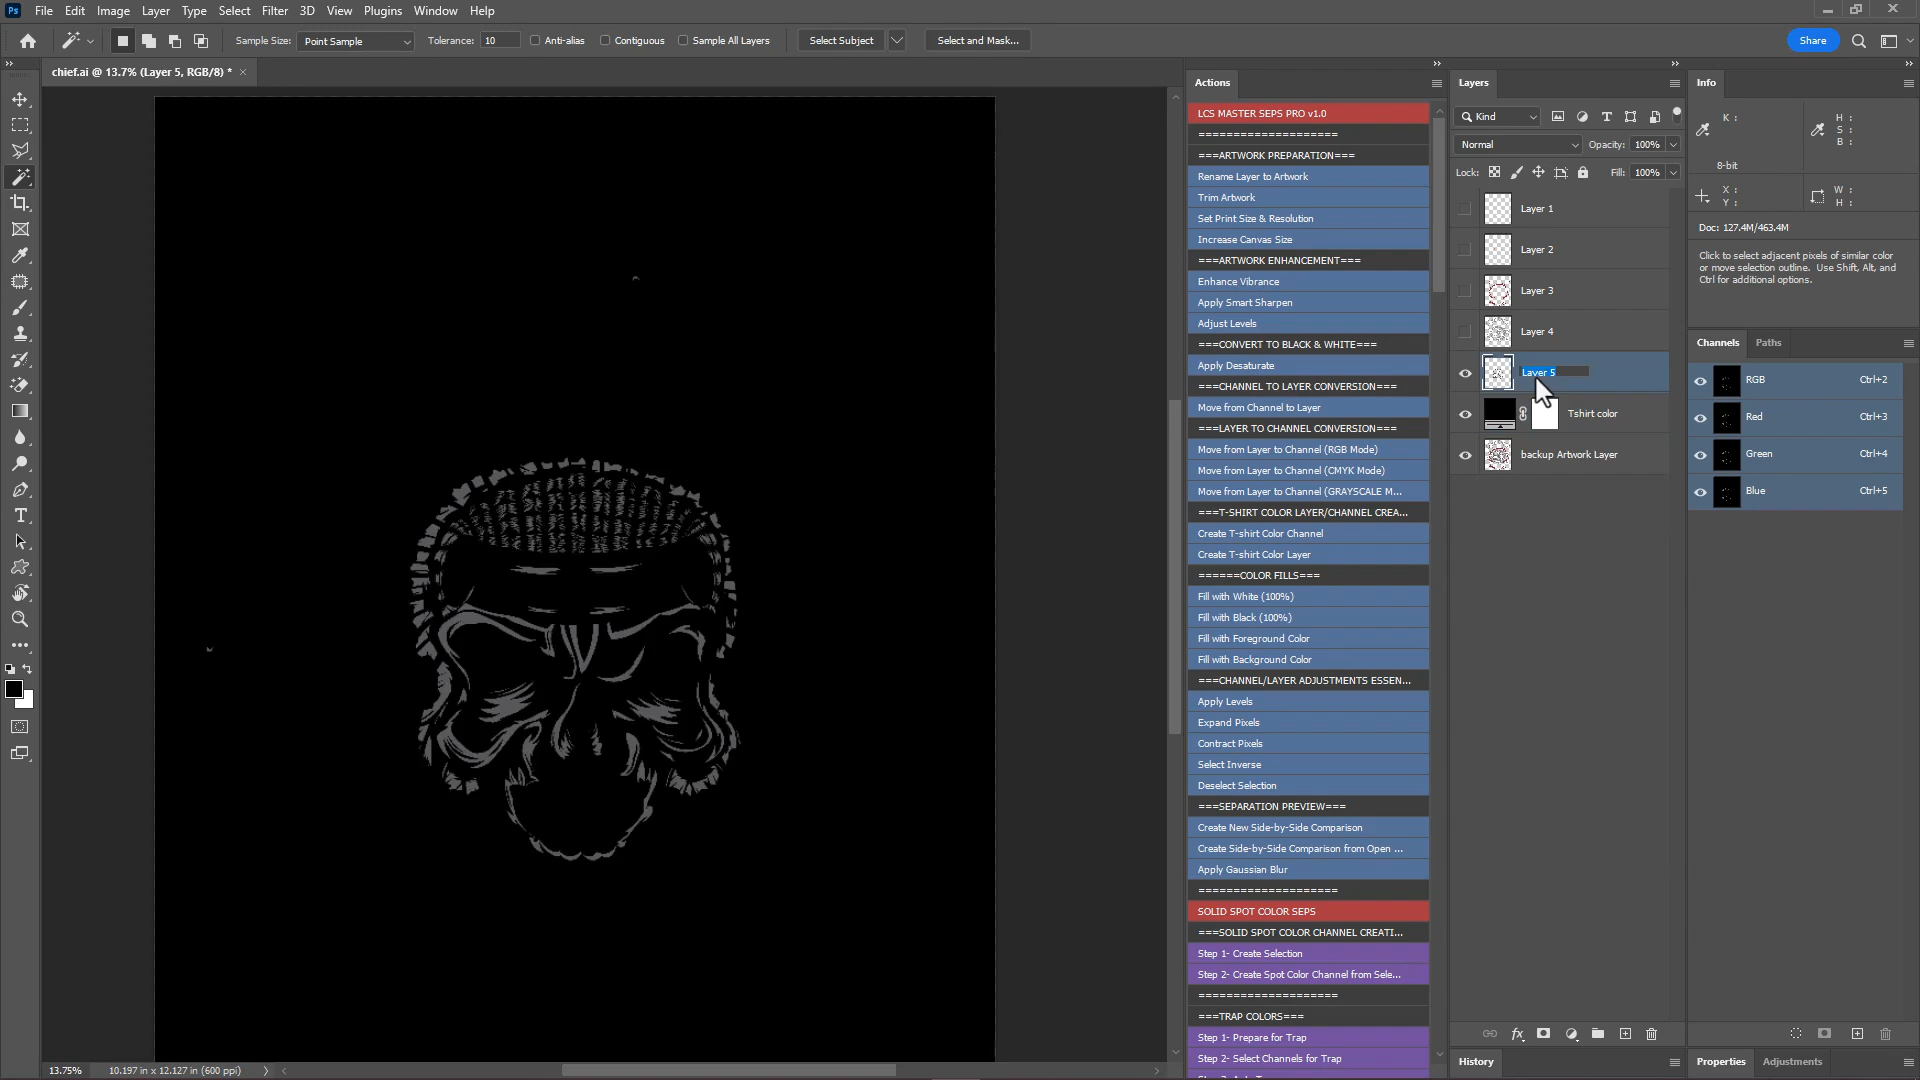 Ps File Edit Image Layer Type Select Filter 3D View Plugins Window Help
Sample Size: Point Sample Tolerance: 10 Anti-alias Contiguous Sample All Layers Select Subject Select and Mask... Share
chief.ai @ 13.7% (Layer 5, RGB/8) *
Actions
LCS MASTER SEPS PRO v1.0
====================
===ARTWORK PREPARATION===
Rename Layer to Artwork
Trim Artwork
Set Print Size & Resolution
Increase Canvas Size
===ARTWORK ENHANCEMENT===
Enhance Vibrance
Apply Smart Sharpen
Adjust Levels
===CONVERT TO BLACK & WHITE===
Apply Desaturate
===CHANNEL TO LAYER CONVERSION===
Move from Channel to Layer
===LAYER TO CHANNEL CONVERSION===
Move from Layer to Channel (RGB Mode)
Move from Layer to Channel (CMYK Mode)
Move from Layer to Channel (GRAYSCALE M...
===T-SHIRT COLOR LAYER/CHANNEL CREA...
Create T-shirt Color Channel
Create T-shirt Color Layer
======COLOR FILLS===
Fill with White (100%)
Fill with Black (100%)
Fill with Foreground Color
Fill with Background Color
===CHANNEL/LAYER ADJUSTMENTS ESSEN...
Apply Levels
Expand Pixels
Contract Pixels
Select Inverse
Deselect Selection
===SEPARATION PREVIEW===
Create New Side-by-Side Comparison
Create Side-by-Side Comparison from Open ...
Apply Gaussian Blur
====================
SOLID SPOT COLOR SEPS
===SOLID SPOT COLOR CHANNEL CREATI...
Step 1- Create Selection
Step 2- Create Spot Color Channel from Sele...
====================
===TRAP COLORS===
Step 1- Prepare for Trap
Step 2- Select Channels for Trap
Layers
Kind
Normal Opacity: 100%
Lock: Fill: 100%
Layer 1
Layer 2
Layer 3
Layer 4
Layer 5
Tshirt color
backup Artwork Layer
fx
History
Info
K : H :
S :
B :
8-bit
X : W :
Y : H :
Doc: 127.4M/463.4M
Click to select adjacent pixels of similar color
or move selection outline. Use Shift, Alt, and
Ctrl for additional options.
Channels Paths
RGB Ctrl+2
Red Ctrl+3
Green Ctrl+4
Blue Ctrl+5
Properties Adjustments
13.75% 10.197 in x 12.127 in (600 ppi)